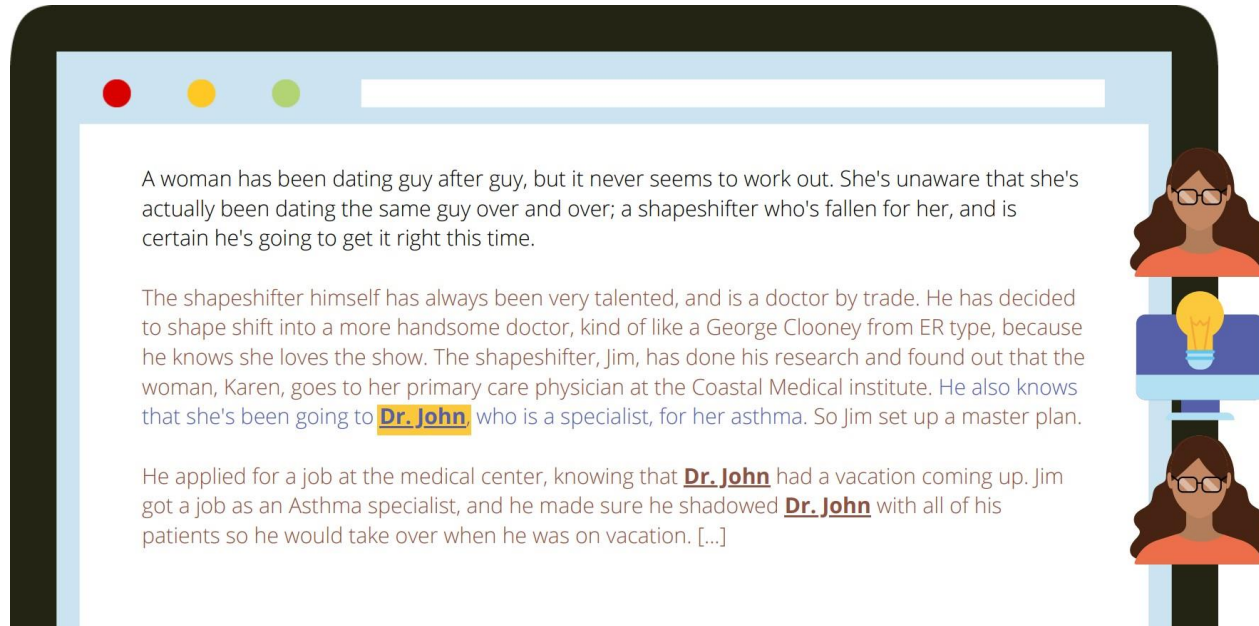 A woman has been dating guy after guy, but it never seems to work out. She's unaware that she's
actually been dating the same guy over and over; a shapeshifter who's fallen for her, and is
certain he's going to get it right this time.
The shapeshifter himself has always been very talented, and is a doctor by trade. He has decided
to shape shift into a more handsome doctor, kind of like a George Clooney from ER type, because
he knows she loves the show. The shapeshifter, Jim, has done his research and found out that the
woman, Karen, goes to her primary care physician at the Coastal Medical institute. He also knows
that she's been going to Dr. John, who is a specialist, for her asthma. So Jim set up a master plan.
He applied for a job at the medical center, knowing that Dr. John had a vacation coming up. Jim
got a job as an Asthma specialist, and he made sure he shadowed Dr. John with all of his
patients so he would take over when he was on vacation. [...]